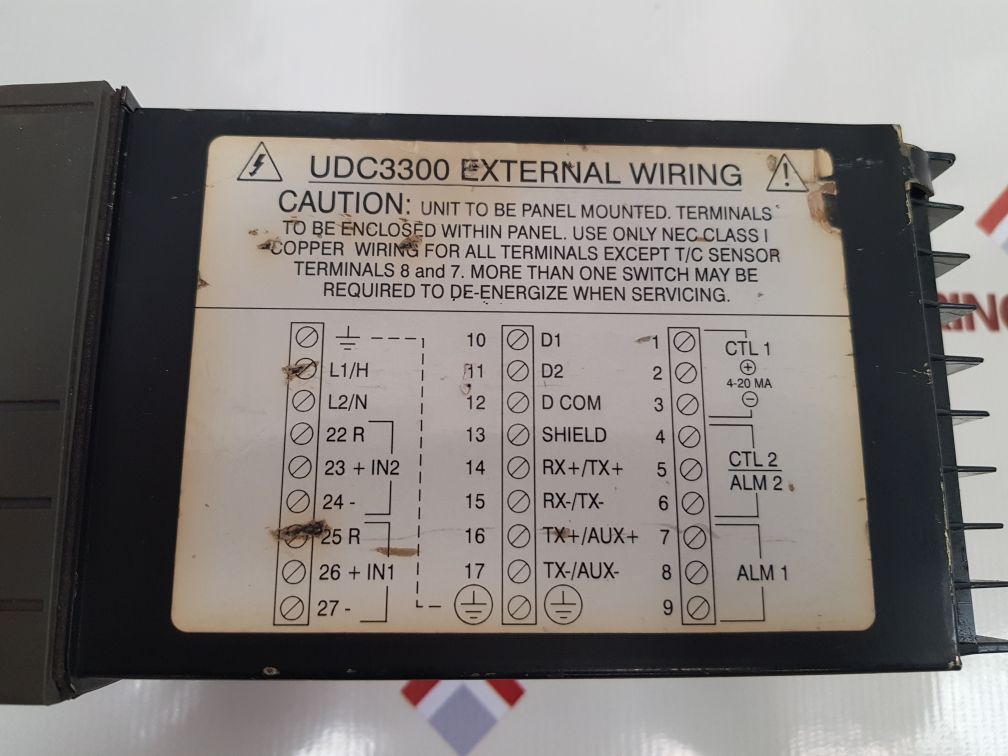 UDC3300 EXTERNAL WIRING
CAUTION: UNIT TO BE PANEL MOUNTED. TERMINALS
TO BE ENCLOSED WITHIN PANEL. USE ONLY NEC CLASS I
COPPER WIRING FOR ALL TERMINALS EXCEPT T/C SENSOR
TERMINALS 8 and 7. MORE THAN ONE SWITCH MAY BE
REQUIRED TO DE-ENERGIZE WHEN SERVICING.
L1/H
L2/N
22 R
23 + IN2
24 -
25 R
26 + IN1
27 -
10 D1
11 D2
12 D COM
13 SHIELD
14 RX+/TX+
15 RX-/TX-
16 TX+/AUX+
17 TX-/AUX-
1
2
3
CTL 1
+
4-20 MA
-
4
5
6
CTL 2
ALM 2
7
8
9
ALM 1